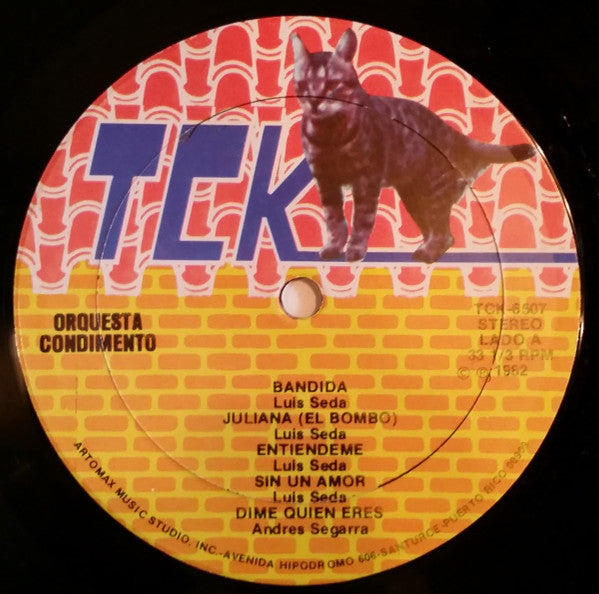 TCK
ORQUESTA
CONDIMENTO
TCK-6507
STEREO
LADO A
33 1/3 RPM
© ℗ 1982
BANDIDA
Luis Seda
JULIANA (EL BOMBO)
Luis Seda
ENTIENDEME
Luis Seda
SIN UN AMOR
Luis Seda
DIME QUIEN ERES
Andres Segarra
ARTOMAX MUSIC STUDIO, INC.-AVENIDA HIPODROMO 606-SANTURCE-PUERTO RICO